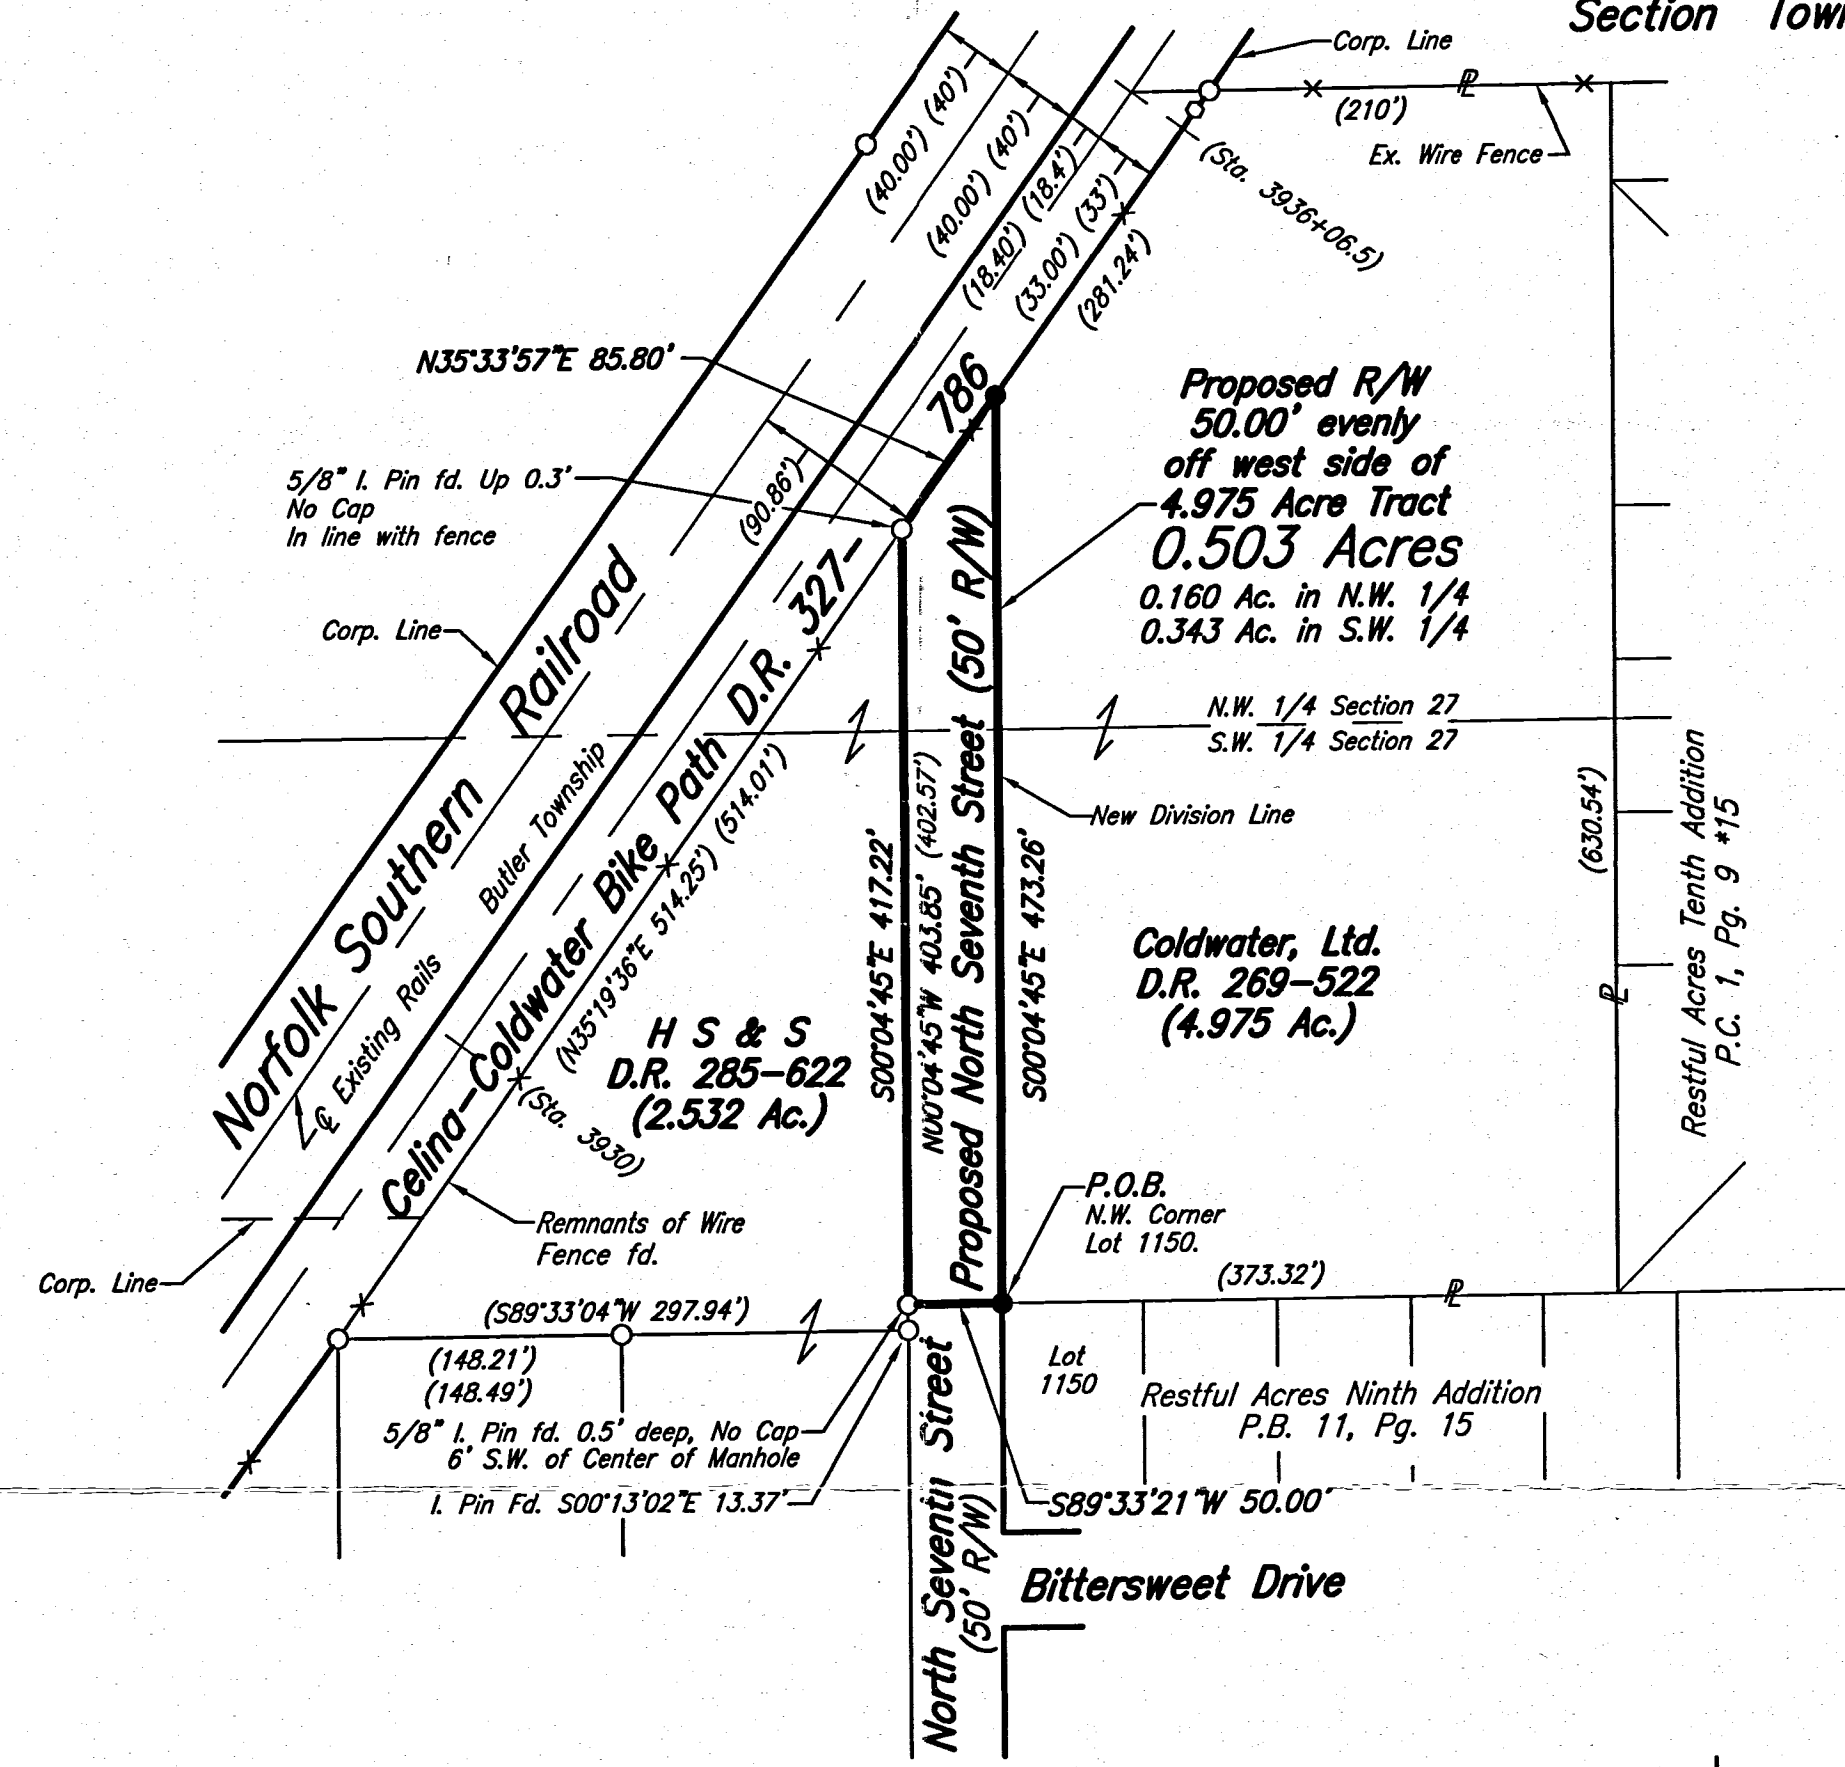 Section
Corp. Line
(40.00') (40')
(40.00') (40')
(18.40') (18.4')
(33.00') (33')
(281.24')
(210')
Ex. Wire Fence
(Sta. 3936+06.5)
N35°33'57"E 85.80'
5/8" I. Pin fd. Up 0.3'
No Cap
In line with fence
(90.86')
Corp. Line
Proposed R/W
50.00' evenly
off west side of
4.975 Acre Tract
0.503 Acres
0.160 Ac. in N.W. 1/4
0.343 Ac. in S.W. 1/4
N.W. 1/4 Section 27
S.W. 1/4 Section 27
New Division Line
Norfolk Southern Railroad
Butler Township
℄ Existing Rails
Celina-Coldwater Bike Path D.R. 327-786
(N35°19'36"E 514.25') (514.01')
(Sta. 3930)
H S & S
D.R. 285-622
(2.532 Ac.)
S00°04'45"E 417.22'
N00°04'45"W 403.85' (402.57')
Proposed North Seventh Street (50' R/W)
S00°04'45"E 473.26'
Coldwater, Ltd.
D.R. 269-522
(4.975 Ac.)
(630.54')
Restful Acres Tenth Addition
P.C. 1, Pg. 9 *15
Remnants of Wire
Fence fd.
Corp. Line
P.O.B.
N.W. Corner
Lot 1150.
(373.32')
(S89°33'04"W 297.94')
(148.21')
(148.49')
5/8" I. Pin fd. 0.5' deep, No Cap
6' S.W. of Center of Manhole
I. Pin Fd. S00°13'02"E 13.37'
Lot
1150
Restful Acres Ninth Addition
P.B. 11, Pg. 15
S89°33'21"W 50.00'
North Seventh Street
(50' R/W)
Bittersweet Drive